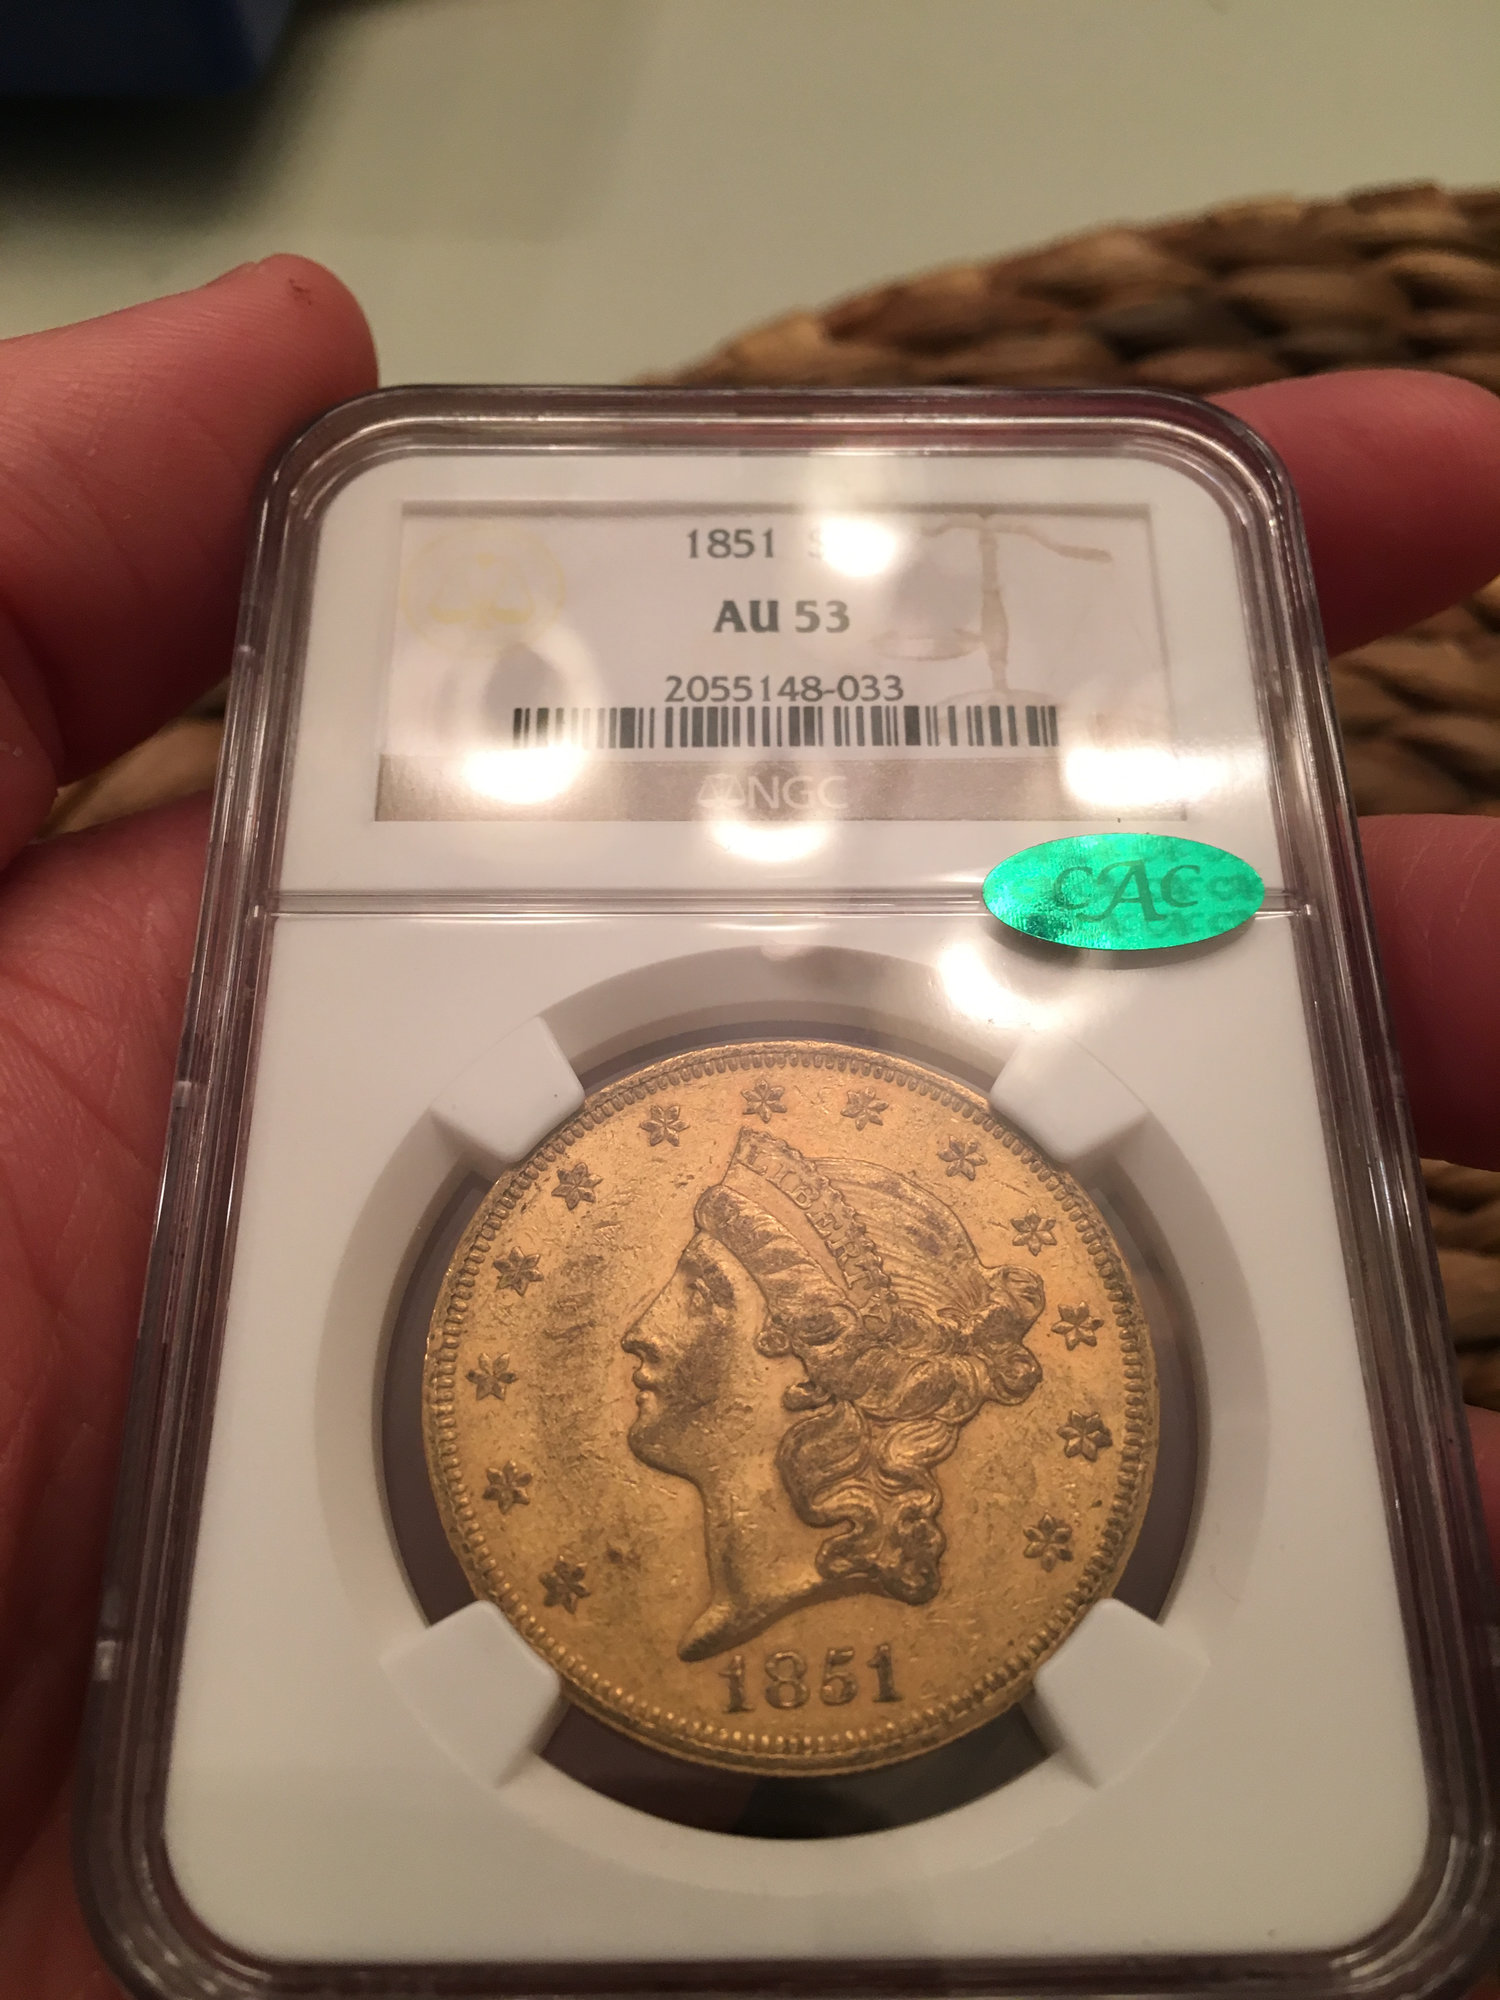 1851 S
AU 53
2055148-033
NGC
CAC
LIBERTY
1851